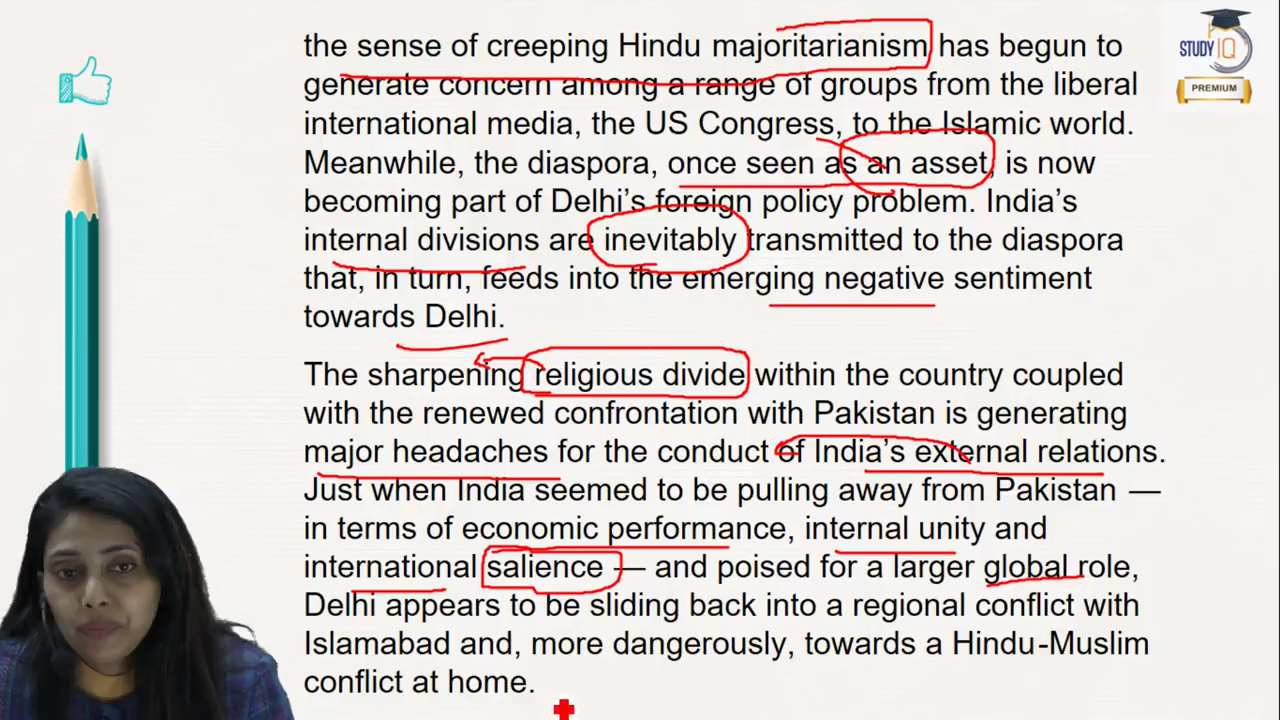 the sense of creeping Hindu majoritarianism has begun to
generate concern among a range of groups from the liberal
international media, the US Congress, to the Islamic world.
Meanwhile, the diaspora, once seen as an asset, is now
becoming part of Delhi’s foreign policy problem. India’s
internal divisions are inevitably transmitted to the diaspora
that, in turn, feeds into the emerging negative sentiment
towards Delhi.
The sharpening religious divide within the country coupled
with the renewed confrontation with Pakistan is generating
major headaches for the conduct of India’s external relations.
Just when India seemed to be pulling away from Pakistan —
in terms of economic performance, internal unity and
international salience — and poised for a larger global role,
Delhi appears to be sliding back into a regional conflict with
Islamabad and, more dangerously, towards a Hindu-Muslim
conflict at home.
STUDY IQ
PREMIUM